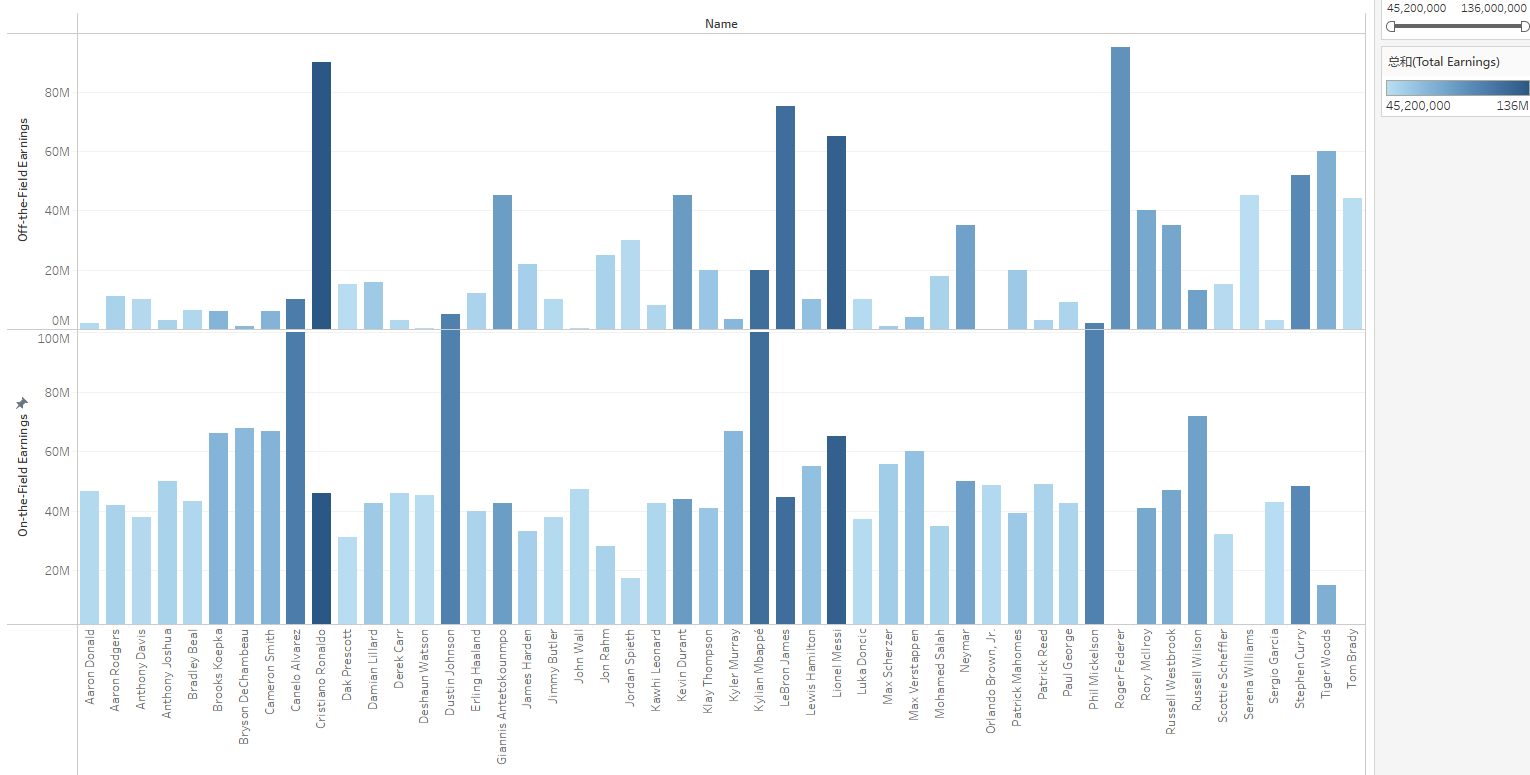 Name
Off-the-Field Earnings
80M
60M
40M
20M
0M
On-the-Field Earnings
100M
80M
60M
40M
20M
Aaron Donald
Aaron Rodgers
Anthony Davis
Anthony Joshua
Bradley Beal
Brooks Koepka
Bryson DeChambeau
Cameron Smith
Canelo Alvarez
Cristiano Ronaldo
Dak Prescott
Damian Lillard
Derek Carr
Deshaun Watson
Dustin Johnson
Erling Haaland
Giannis Antetokounmpo
James Harden
Jimmy Butler
John Wall
Jon Rahm
Jordan Spieth
Kawhi Leonard
Kevin Durant
Klay Thompson
Kyler Murray
Kylian Mbappé
LeBron James
Lewis Hamilton
Lionel Messi
Luka Doncic
Max Scherzer
Max Verstappen
Mohamed Salah
Neymar
Orlando Brown, Jr.
Patrick Mahomes
Patrick Reed
Paul George
Phil Mickelson
Roger Federer
Rory McIlroy
Russell Westbrook
Russell Wilson
Scottie Scheffler
Serena Williams
Sergio Garcia
Stephen Curry
Tiger Woods
Tom Brady
45,200,000 136,000,000
总和(Total Earnings)
45,200,000 136M